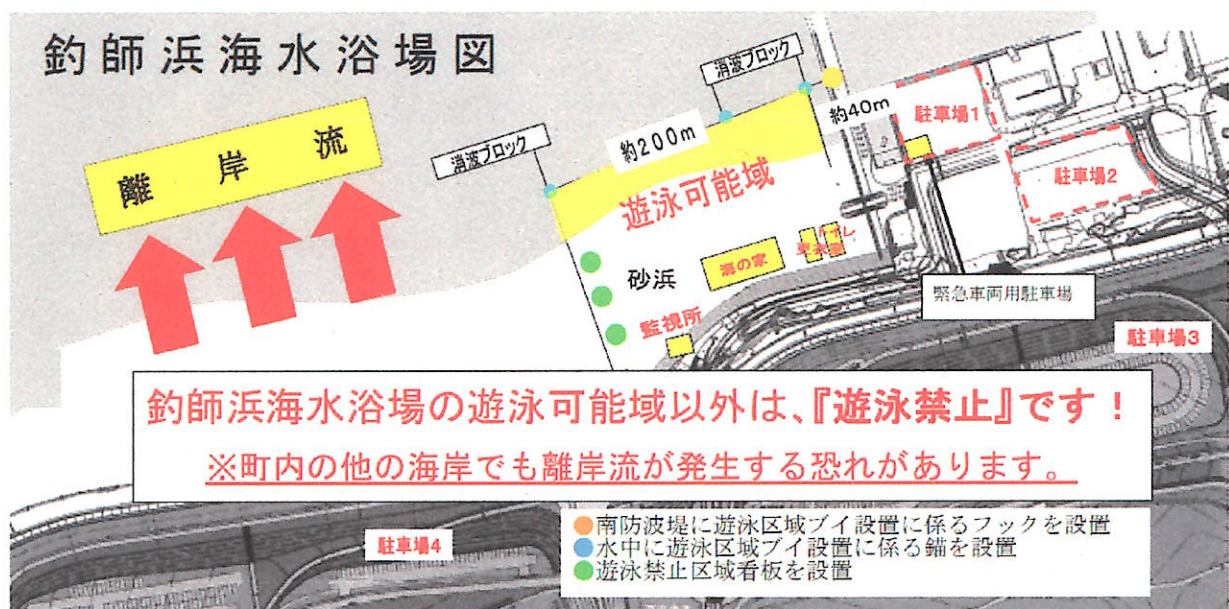 釣師浜海水浴場図
離岸流
消波ブロック
約200m
消波ブロック
約40m
駐車場1
駐車場2
遊泳可能域
トイレ
更衣室
海の家
砂浜
監視所
緊急車両用駐車場
駐車場3
釣師浜海水浴場の遊泳可能域以外は、『遊泳禁止』です！
※町内の他の海岸でも離岸流が発生する恐れがあります。
駐車場4
●南防波堤に遊泳区域ブイ設置に係るフックを設置
●水中に遊泳区域ブイ設置に係る錨を設置
●遊泳禁止区域看板を設置